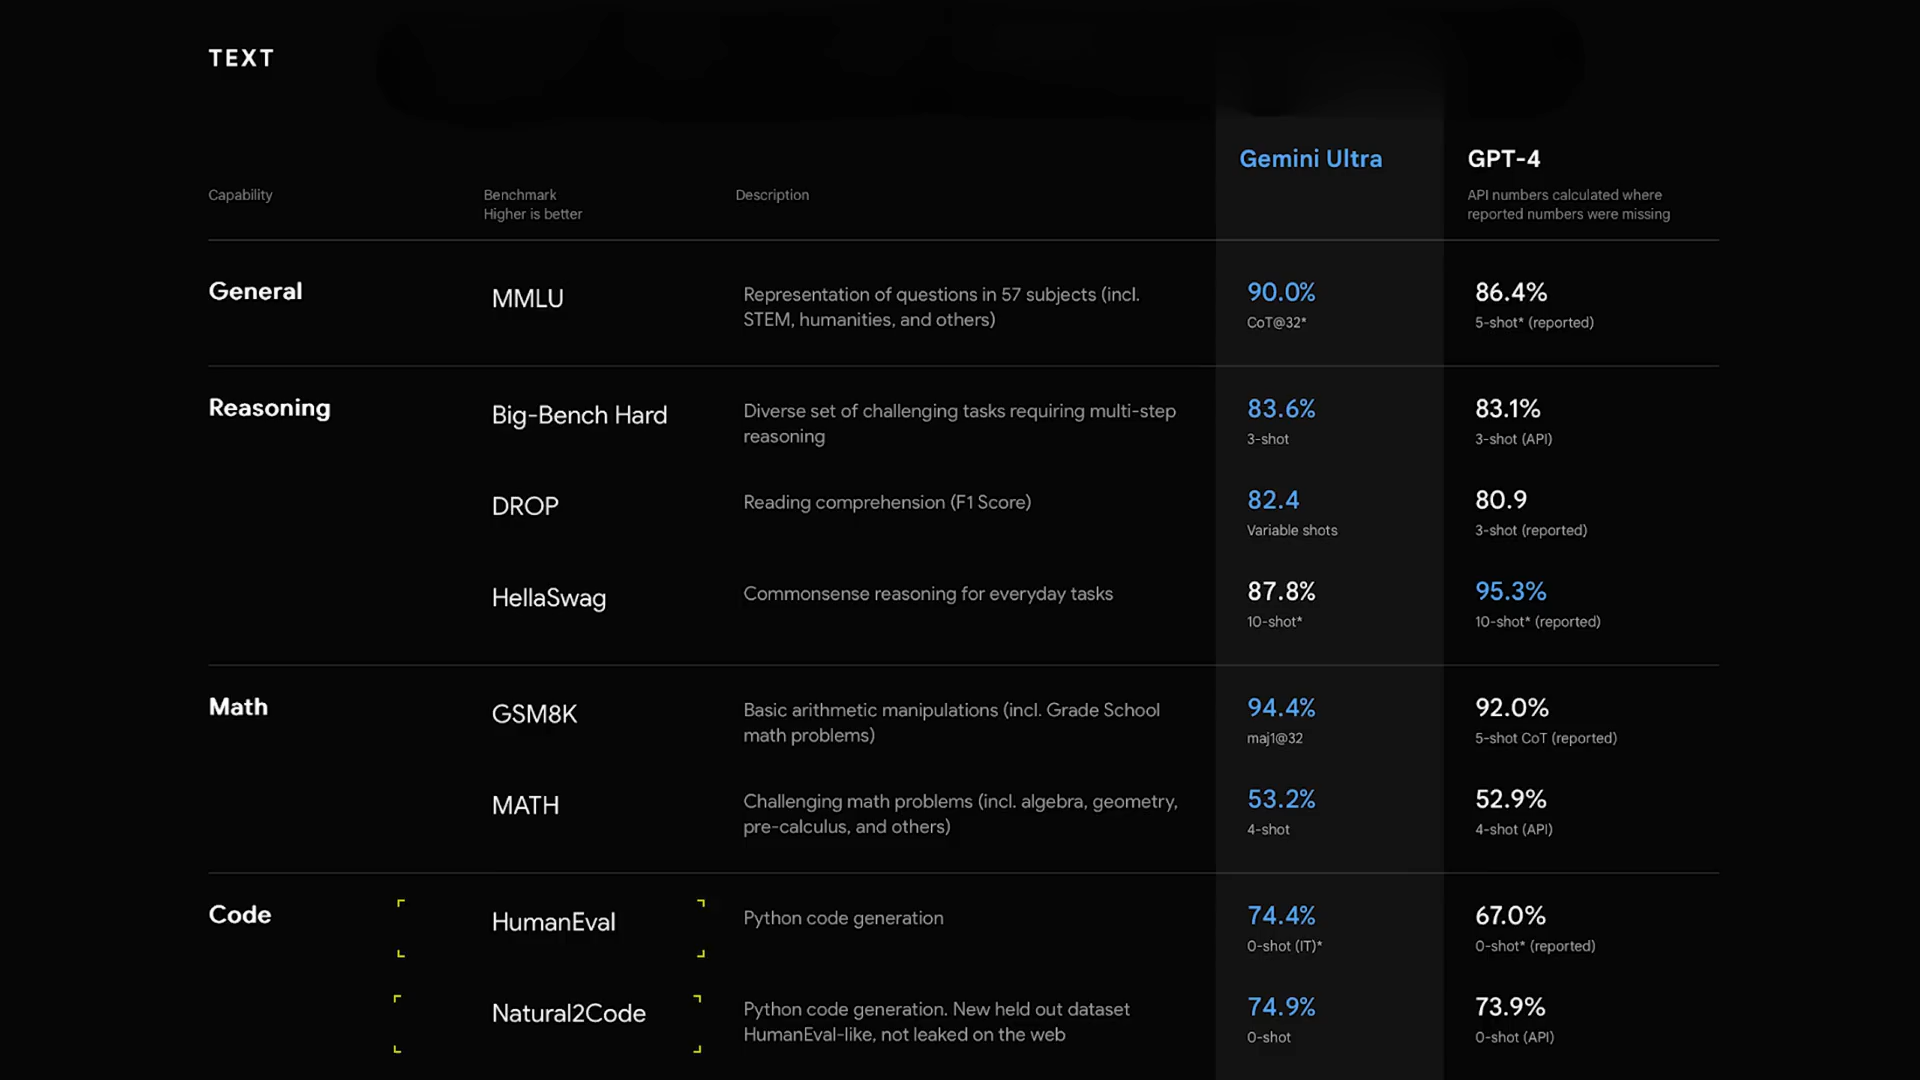 TEXT
Gemini Ultra
GPT-4
Capability
Benchmark
Higher is better
Description
API numbers calculated where
reported numbers were missing
General
MMLU
Representation of questions in 57 subjects (incl.
STEM, humanities, and others)
90.0%
CoT@32*
86.4%
5-shot* (reported)
Reasoning
Big-Bench Hard
Diverse set of challenging tasks requiring multi-step
reasoning
83.6%
3-shot
83.1%
3-shot (API)
DROP
Reading comprehension (F1 Score)
82.4
Variable shots
80.9
3-shot (reported)
HellaSwag
Commonsense reasoning for everyday tasks
87.8%
10-shot*
95.3%
10-shot* (reported)
Math
GSM8K
Basic arithmetic manipulations (incl. Grade School
math problems)
94.4%
maj1@32
92.0%
5-shot CoT (reported)
MATH
Challenging math problems (incl. algebra, geometry,
pre-calculus, and others)
53.2%
4-shot
52.9%
4-shot (API)
Code
HumanEval
Python code generation
74.4%
0-shot (IT)*
67.0%
0-shot* (reported)
Natural2Code
Python code generation. New held out dataset
HumanEval-like, not leaked on the web
74.9%
0-shot
73.9%
0-shot (API)